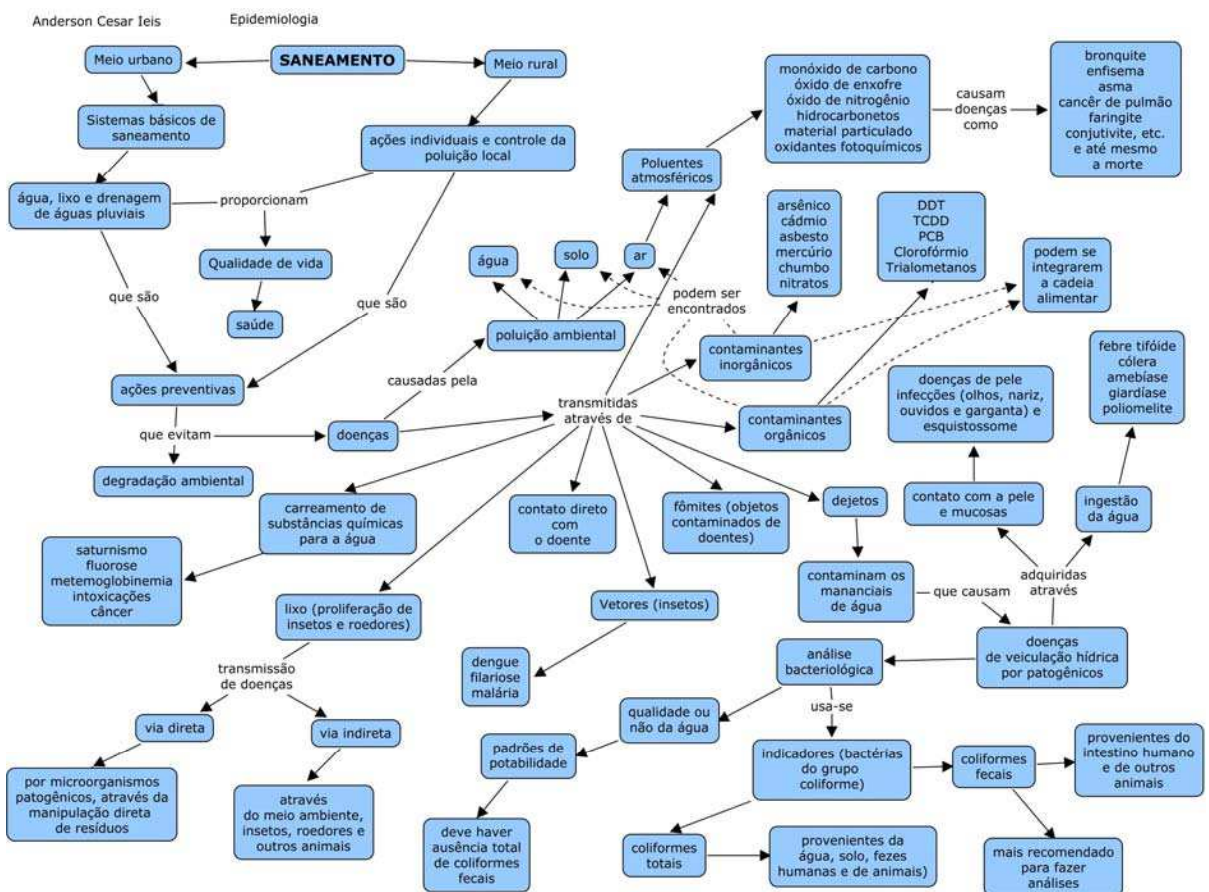 Anderson Cesar Ieis
Epidemiologia
Meio urbano
SANEAMENTO
Meio rural
Sistemas básicos de
saneamento
ações individuais e controle da
poluição local
água, lixo e drenagem
de águas pluviais
proporcionam
Qualidade de vida
saúde
que são
que são
ações preventivas
que evitam
degradação ambiental
doenças
causadas pela
poluição ambiental
água
solo
ar
Poluentes
atmosféricos
monóxido de carbono
óxido de enxofre
óxido de nitrogênio
hidrocarbonetos
material particulado
oxidantes fotoquímicos
causam
doenças
como
bronquite
enfisema
asma
cancêr de pulmão
faringite
conjutivite, etc.
e até mesmo
a morte
podem ser
encontrados
arsênico
cádmio
asbesto
mercúrio
chumbo
nitratos
DDT
TCDD
PCB
Clorofórmio
Trialometanos
podem se
integrarem
a cadeia
alimentar
contaminantes
inorgânicos
contaminantes
orgânicos
transmitidas
através de
carreamento de
substâncias químicas
para a água
saturnismo
fluorose
metemoglobinemia
intoxicações
câncer
lixo (proliferação de
insetos e roedores)
transmissão
de doenças
via direta
via indireta
por microorganismos
patogênicos, através da
manipulação direta
de resíduos
através
do meio ambiente,
insetos, roedores e
outros animais
contato direto
com
o doente
Vetores (insetos)
dengue
filariose
malária
fômites (objetos
contaminados de
doentes)
dejetos
contaminam os
mananciais
de água
que causam
doenças
de veiculação hídrica
por patogênicos
adquiridas
através
contato com a pele
e mucosas
doenças de pele
infecções (olhos, nariz,
ouvidos e garganta) e
esquistossome
ingestão
da água
febre tifóide
cólera
amebíase
giardíase
poliomelite
análise
bacteriológica
qualidade ou
não da água
padrões de
potabilidade
deve haver
ausência total
de coliformes
fecais
usa-se
indicadores (bactérias
do grupo
coliforme)
coliformes
totais
provenientes da
água, solo, fezes
humanas e de animais)
coliformes
fecais
provenientes do
intestino humano
e de outros
animais
mais recomendado
para fazer
análises